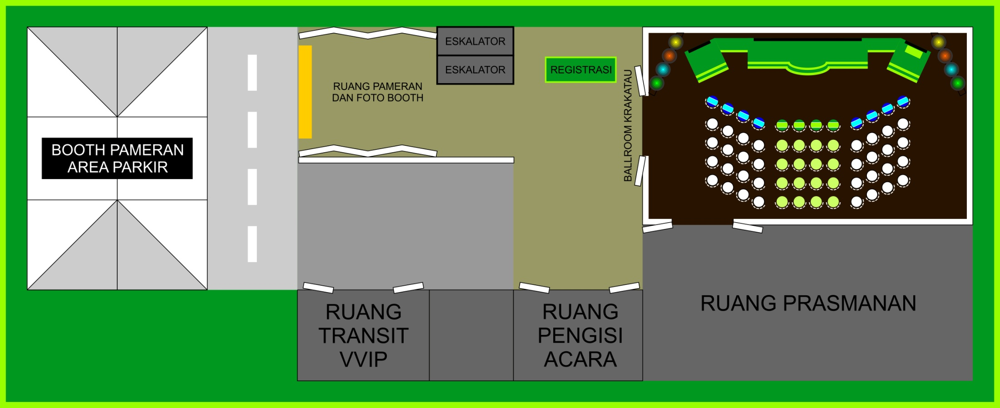 ESKALATOR
ESKALATOR
REGISTRASI
RUANG PAMERAN
DAN FOTO BOOTH
BALLROOM KRAKATAU
BOOTH PAMERAN
AREA PARKIR
RUANG
TRANSIT
VVIP
RUANG
PENGISI
ACARA
RUANG PRASMANAN